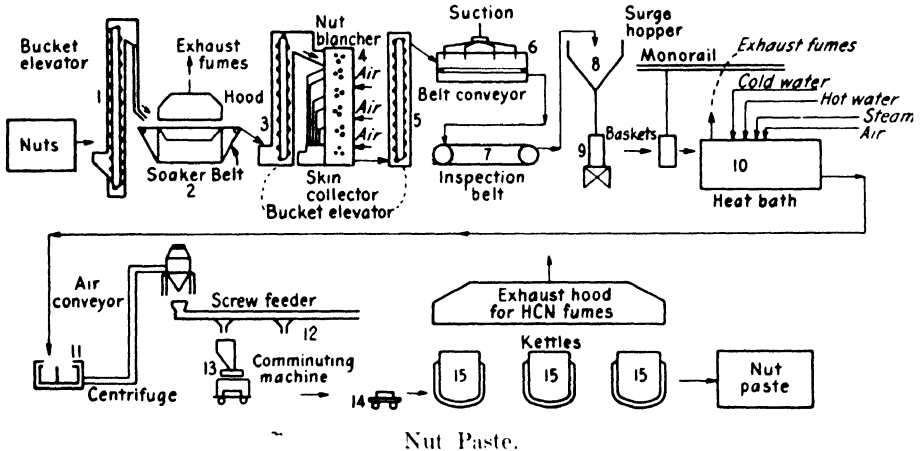 Bucket
elevator
Exhaust
fumes
Hood
Nuts
1
Soaker Belt
2
3
Nut
blancher
4
Air
Air
Air
5
Skin
collector
Bucket elevator
Suction
6
Belt conveyor
7
Inspection
belt
Surge
hopper
8
9
Baskets
Monorail
Exhaust fumes
Cold water
Hot water
Steam
Air
10
Heat bath
Air
conveyor
11
Centrifuge
Screw feeder
12
13
Comminuting
machine
14
Exhaust hood
for HCN fumes
Kettles
15
15
15
Nut
paste
Nut Paste.